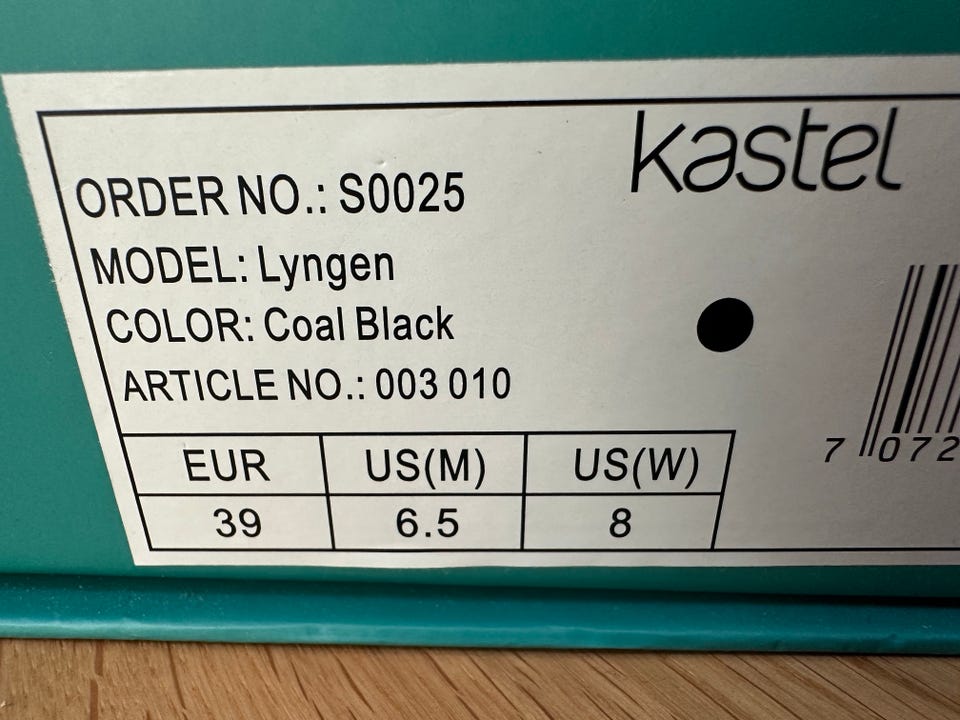 kastel
ORDER NO.: S0025
MODEL: Lyngen
COLOR: Coal Black
ARTICLE NO.: 003 010
EUR US(M) US(W)
39 6.5 8
7 072